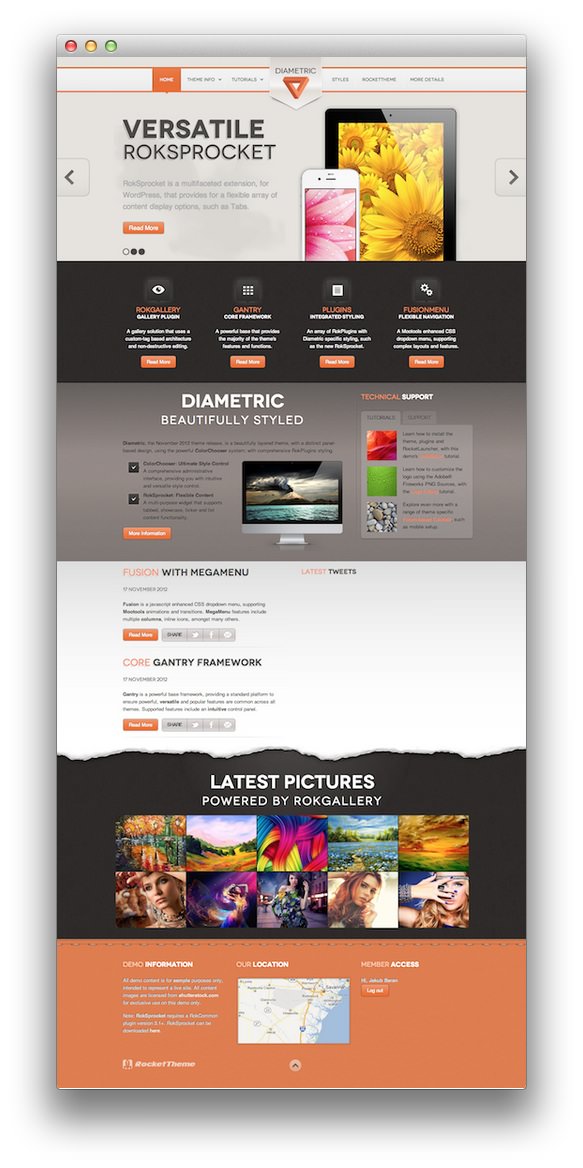 HOME THEME INFO TUTORIALS DIAMETRIC STYLES ROCKETTHEME MORE DETAILS
VERSATILE
ROKSPROCKET
RokSprocket is a multifaceted extension, for
WordPress, that provides for a flexible array of
content display options, such as Tabs.
Read More
ROKGALLERY
GALLERY PLUGIN
A gallery solution that uses a
custom-tag based architecture
and non-destructive editing.
Read More
GANTRY
CORE FRAMEWORK
A powerful base that provides
the majority of the theme's
features and functions.
Read More
PLUGINS
INTEGRATED STYLING
An array of RokPlugins with
Diametric specific styling, such
as the new RokSprocket.
Read More
FUSIONMENU
FLEXIBLE NAVIGATION
A Mootools enhanced CSS
dropdown menu, supporting
complex layouts and features.
Read More
DIAMETRIC
BEAUTIFULLY STYLED
Diametric, the November 2012 theme release, is a beautifully layered theme, with a distinct panel
based design, using the powerful ColorChooser system, with comprehensive RokPlugins styling.
ColorChooser: Ultimate Style Control
A comprehensive administrative
interface, providing you with intuitive
and versatile style control.
RokSprocket: Flexible Content
A multi-purpose widget that supports
tabbed, showcase, ticker and list
content functionality.
More Information
TECHNICAL SUPPORT
TUTORIALS SUPPORT
Learn how to install the
theme, plugins and
RocketLauncher, with this
demo's tutorial.
Learn how to customize the
logo using the Adobe®
Fireworks PNG Sources, with
the tutorial.
Explore even more with a
range of theme specific
such
as mobile setup.
FUSION WITH MEGAMENU
17 NOVEMBER 2012
Fusion is a javascript enhanced CSS dropdown menu, supporting
Mootools animations and transitions. MegaMenu features include
multiple columns, inline icons, amongst many others.
Read More SHARE
CORE GANTRY FRAMEWORK
17 NOVEMBER 2012
Gantry is a powerful base framework, providing a standard platform to
ensure powerful, versatile and popular features are common across all
themes. Supported features include an intuitive control panel.
Read More SHARE
LATEST TWEETS
LATEST PICTURES
POWERED BY ROKGALLERY
DEMO INFORMATION
All demo content is for sample purposes only,
intended to represent a live site. All content
images are licensed from shutterstock.com
for exclusive use on this demo only.
Note: RokSprocket requires a RokCommon
plugin version 3.1+. RokSprocket can be
downloaded here.
OUR LOCATION
Savannah
MEMBER ACCESS
Hi, Jakub Baran
Log out
RocketTheme